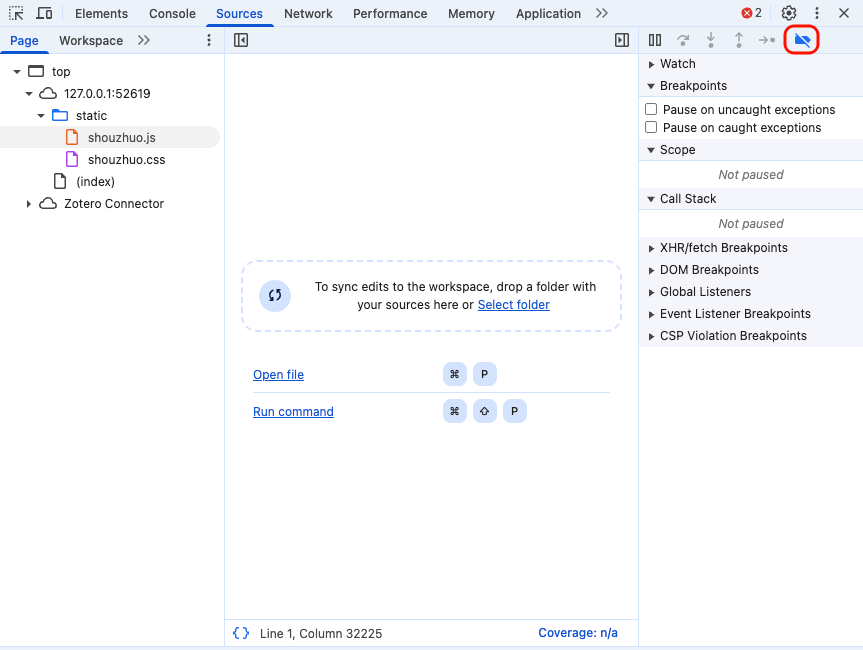 Elements Console Sources Network Performance Memory Application 2
Page Workspace
top
127.0.0.1:52619
static
shouzhuo.js
shouzhuo.css
(index)
Zotero Connector
To sync edits to the workspace, drop a folder with
your sources here or Select folder
Open file ⌘ P
Run command ⌘ ⇧ P
{} Line 1, Column 32225 Coverage: n/a
Watch
Breakpoints
Pause on uncaught exceptions
Pause on caught exceptions
Scope
Not paused
Call Stack
Not paused
XHR/fetch Breakpoints
DOM Breakpoints
Global Listeners
Event Listener Breakpoints
CSP Violation Breakpoints